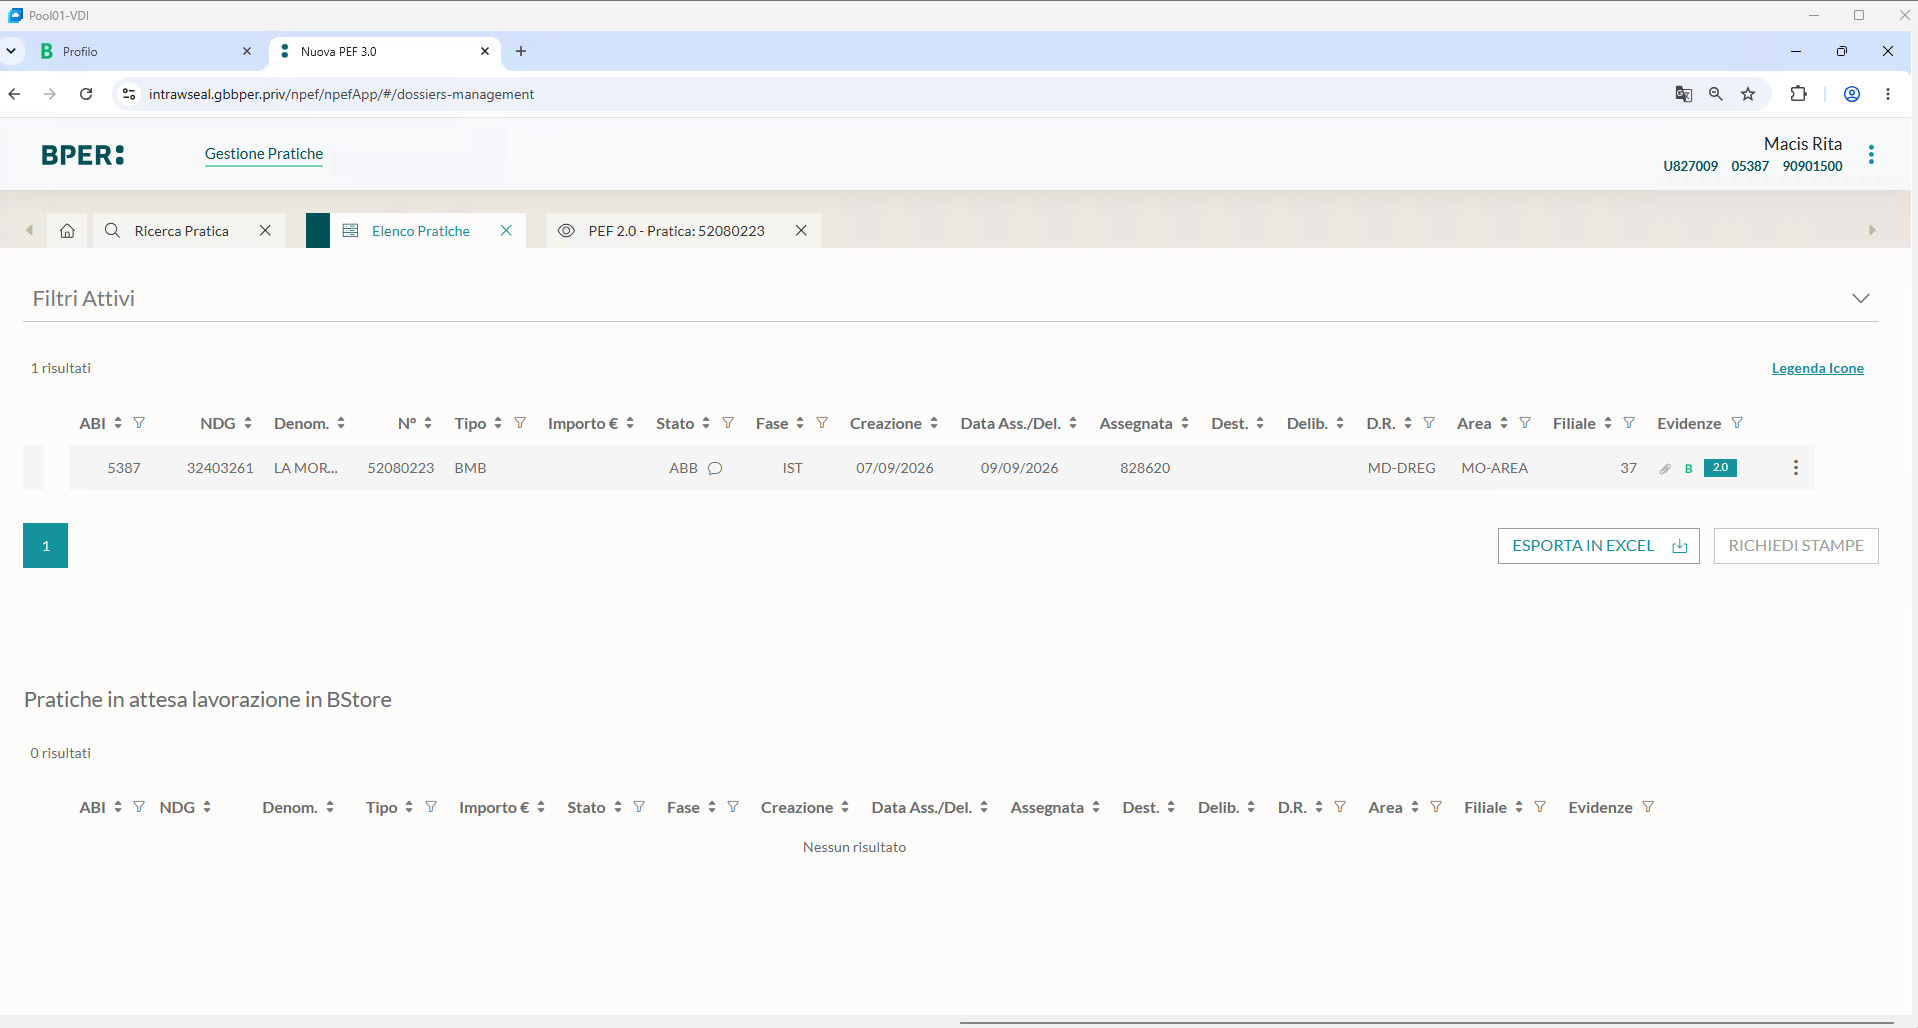 Pool01-VDI
Profilo
Nuova PEF 3.0
intrawseal.gbbper.priv/npef/npefApp/#/dossiers-management
BPER:
Gestione Pratiche
Macis Rita
U827009 05387 90901500
Ricerca Pratica
Elenco Pratiche
PEF 2.0 - Pratica: 52080223
Filtri Attivi
1 risultati
Legenda Icone
ABI NDG Denom. N° Tipo Importo € Stato Fase Creazione Data Ass./Del. Assegnata Dest. Delib. D.R. Area Filiale Evidenze
5387 32403261 LA MOR... 52080223 BMB ABB IST 07/09/2026 09/09/2026 828620 MD-DREG MO-AREA 37 B 2.0
1
ESPORTA IN EXCEL
RICHIEDI STAMPE
Pratiche in attesa lavorazione in BStore
0 risultati
ABI NDG Denom. Tipo Importo € Stato Fase Creazione Data Ass./Del. Assegnata Dest. Delib. D.R. Area Filiale Evidenze
Nessun risultato